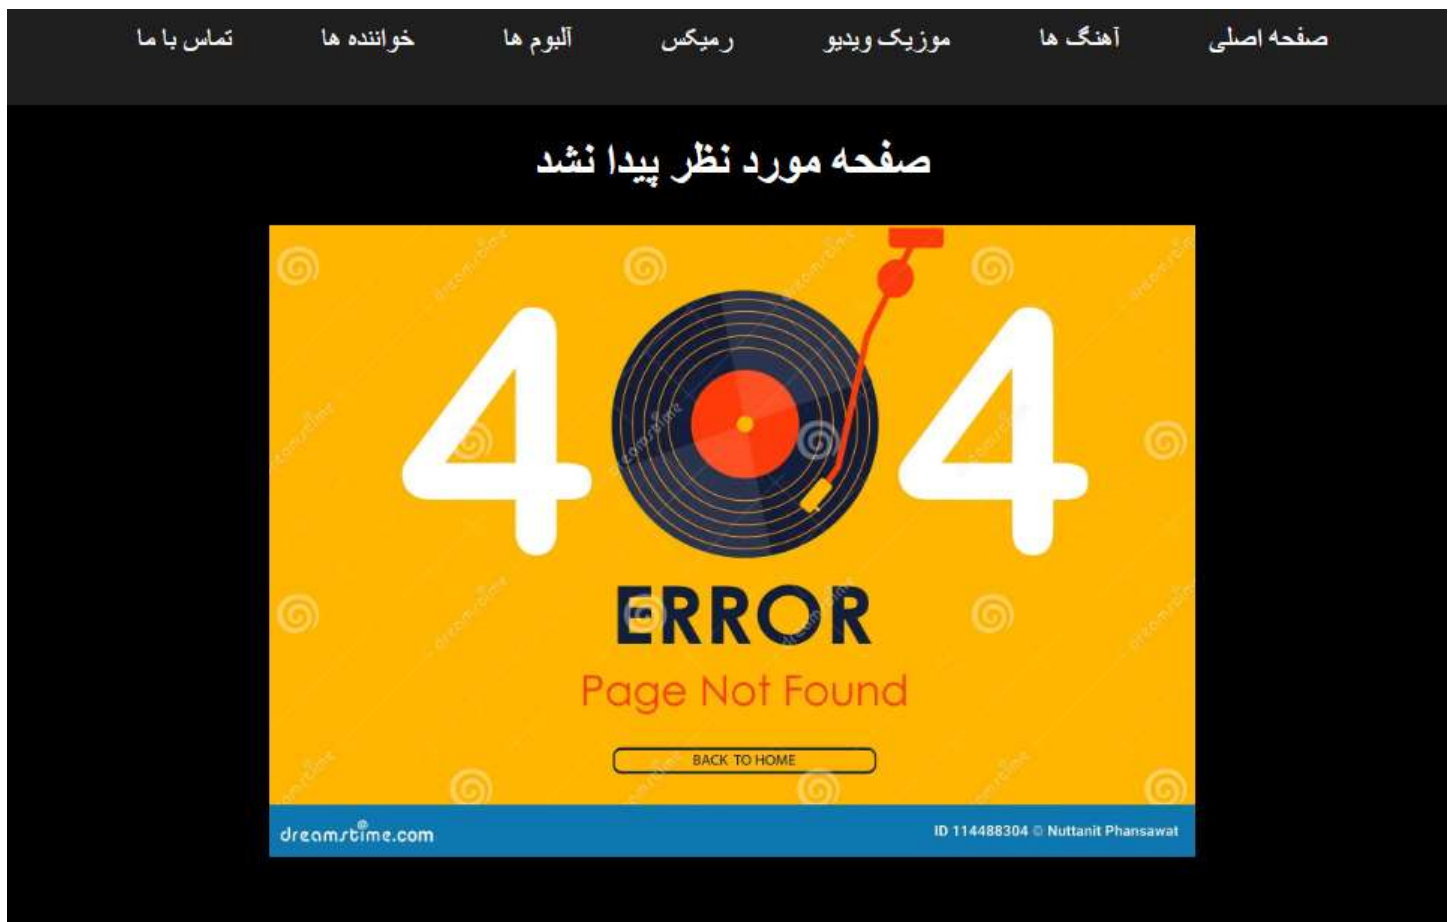 صفحه اصلی آهنگ ها موزیک ویدیو رمیکس آلبوم ها خواننده ها تماس با ما
صفحه مورد نظر پیدا نشد
404
ERROR
Page Not Found
BACK TO HOME
dreamstime.com ID 114488304 © Nuttanit Phansawat